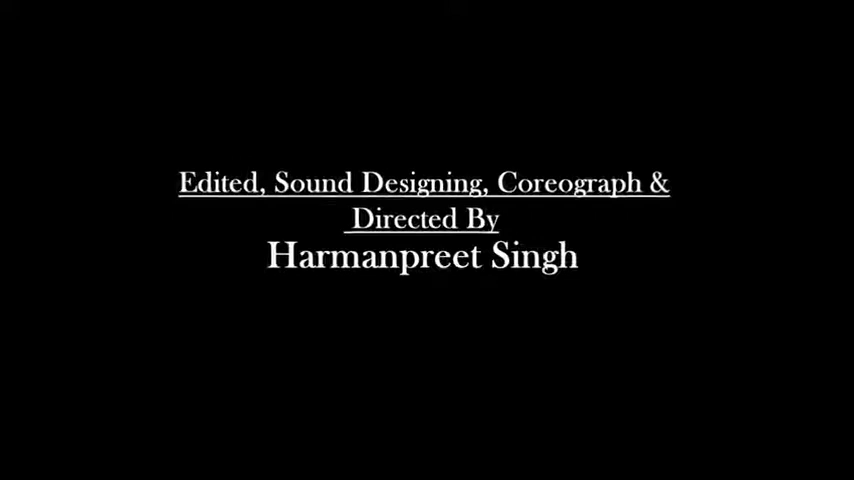 Edited, Sound Designing, Coreograph &
Directed By
Harmanpreet Singh